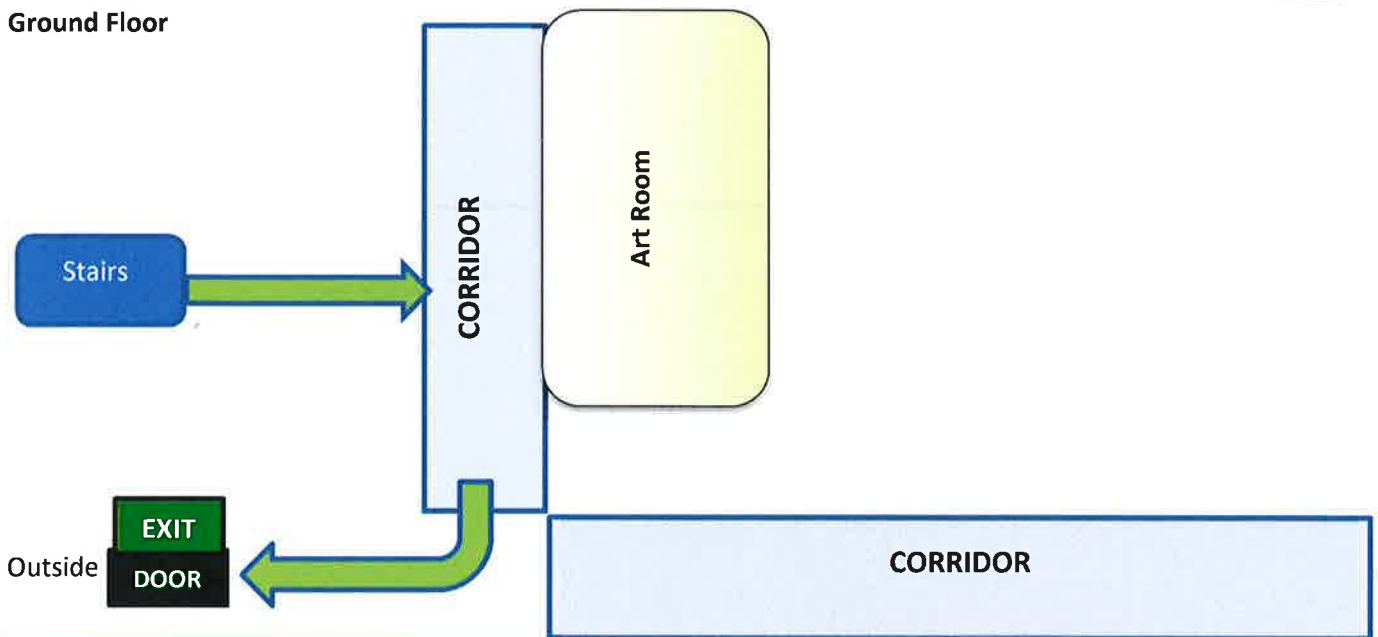 Ground Floor
Art Room
CORRIDOR
Stairs
EXIT
Outside
DOOR
CORRIDOR